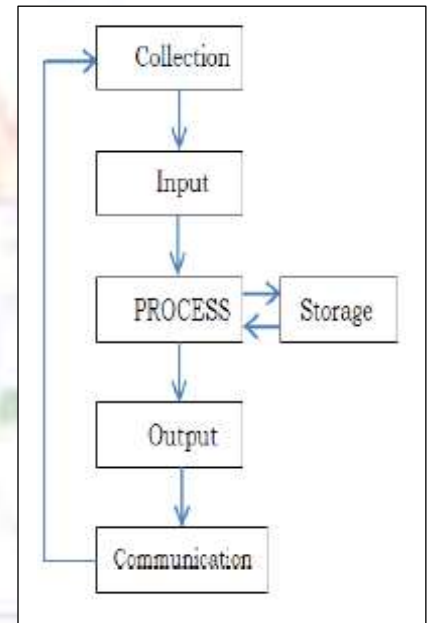 Collection
Input
PROCESS
Storage
Output
Communication